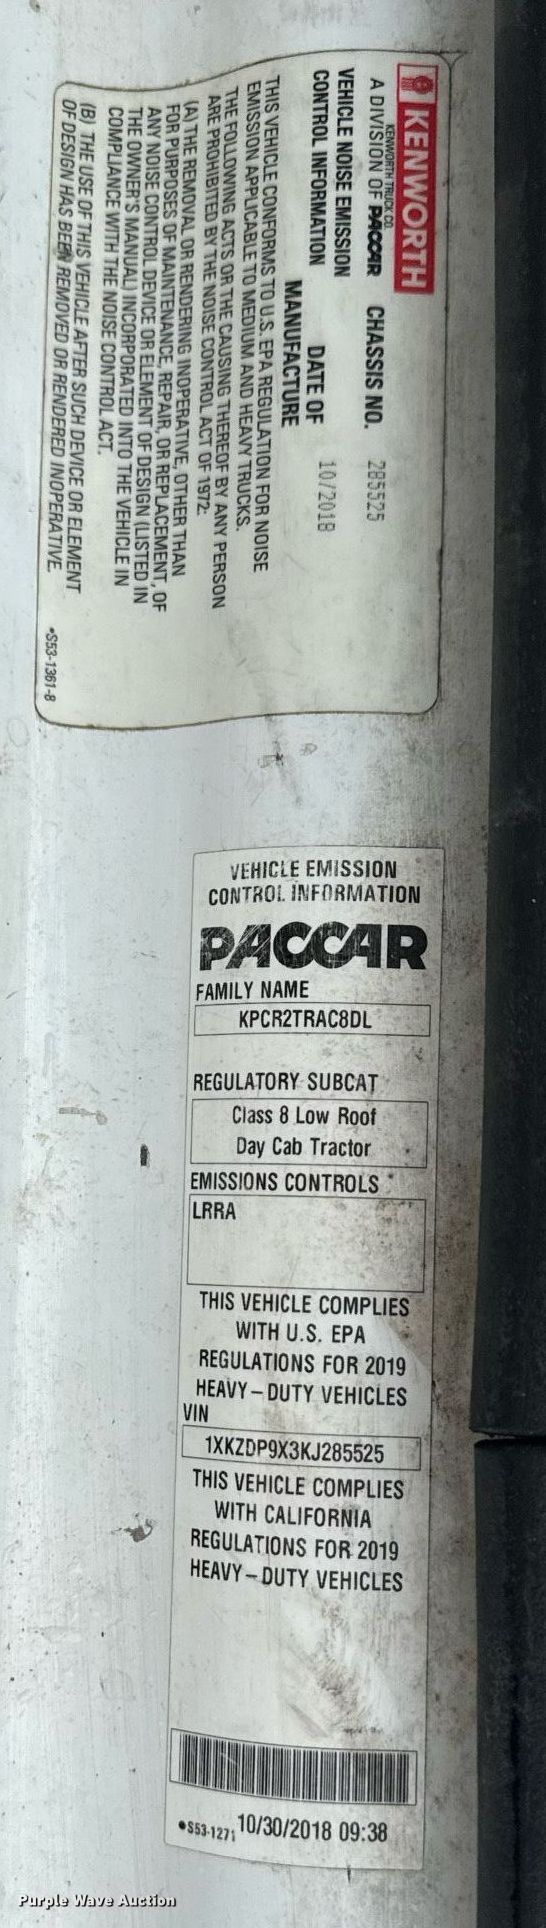 KENWORTH
KENWORTH TRUCK CO.
A DIVISION OF PACCAR
CHASSIS NO. 285525
VEHICLE NOISE EMISSION
CONTROL INFORMATION
DATE OF
MANUFACTURE
10/2018
THIS VEHICLE CONFORMS TO U.S. EPA REGULATION FOR NOISE
EMISSION APPLICABLE TO MEDIUM AND HEAVY TRUCKS.
THE FOLLOWING ACTS OR THE CAUSING THEREOF BY ANY PERSON
ARE PROHIBITED BY THE NOISE CONTROL ACT OF 1972:
(A) THE REMOVAL OR RENDERING INOPERATIVE, OTHER THAN
FOR PURPOSES OF MAINTENANCE, REPAIR, OR REPLACEMENT, OF
ANY NOISE CONTROL DEVICE OR ELEMENT OF DESIGN (LISTED IN
THE OWNER'S MANUAL) INCORPORATED INTO THE VEHICLE IN
COMPLIANCE WITH THE NOISE CONTROL ACT.
(B) THE USE OF THIS VEHICLE AFTER SUCH DEVICE OR ELEMENT
OF DESIGN HAS BEEN REMOVED OR RENDERED INOPERATIVE.
•S53-1361-8
VEHICLE EMISSION
CONTROL INFORMATION
PACCAR
FAMILY NAME
KPCR2TRAC8DL
REGULATORY SUBCAT
Class 8 Low Roof
Day Cab Tractor
EMISSIONS CONTROLS
LRRA
THIS VEHICLE COMPLIES
WITH U.S. EPA
REGULATIONS FOR 2019
HEAVY-DUTY VEHICLES
VIN
1XKZDP9X3KJ285525
THIS VEHICLE COMPLIES
WITH CALIFORNIA
REGULATIONS FOR 2019
HEAVY-DUTY VEHICLES
•S53-1271 10/30/2018 09:38
Purple Wave Auction